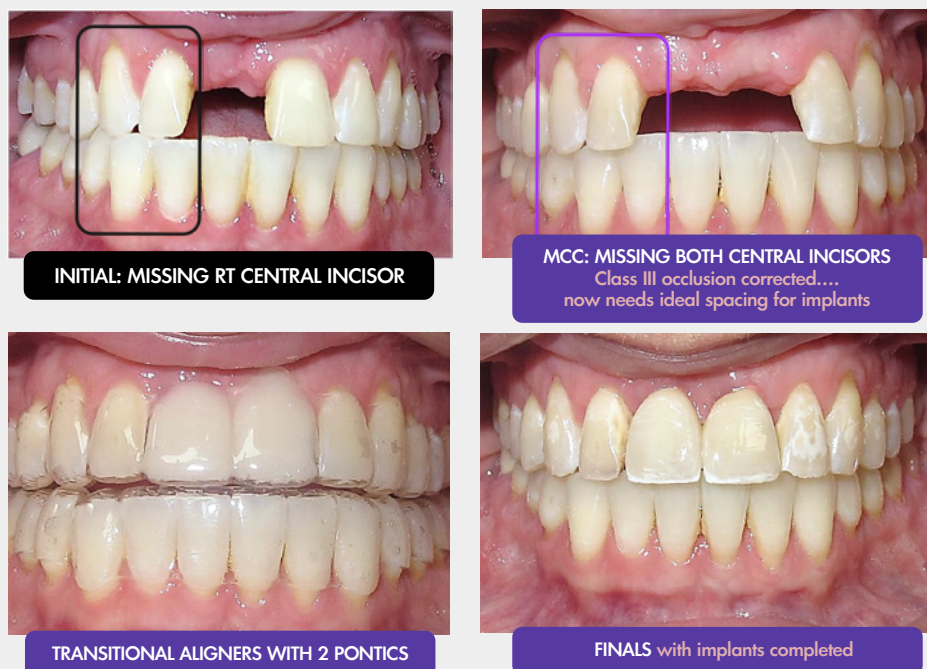 INITIAL: MISSING RT CENTRAL INCISOR
MCC: MISSING BOTH CENTRAL INCISORS
Class III occlusion corrected....
now needs ideal spacing for implants
TRANSITIONAL ALIGNERS WITH 2 PONTICS
FINALS with implants completed